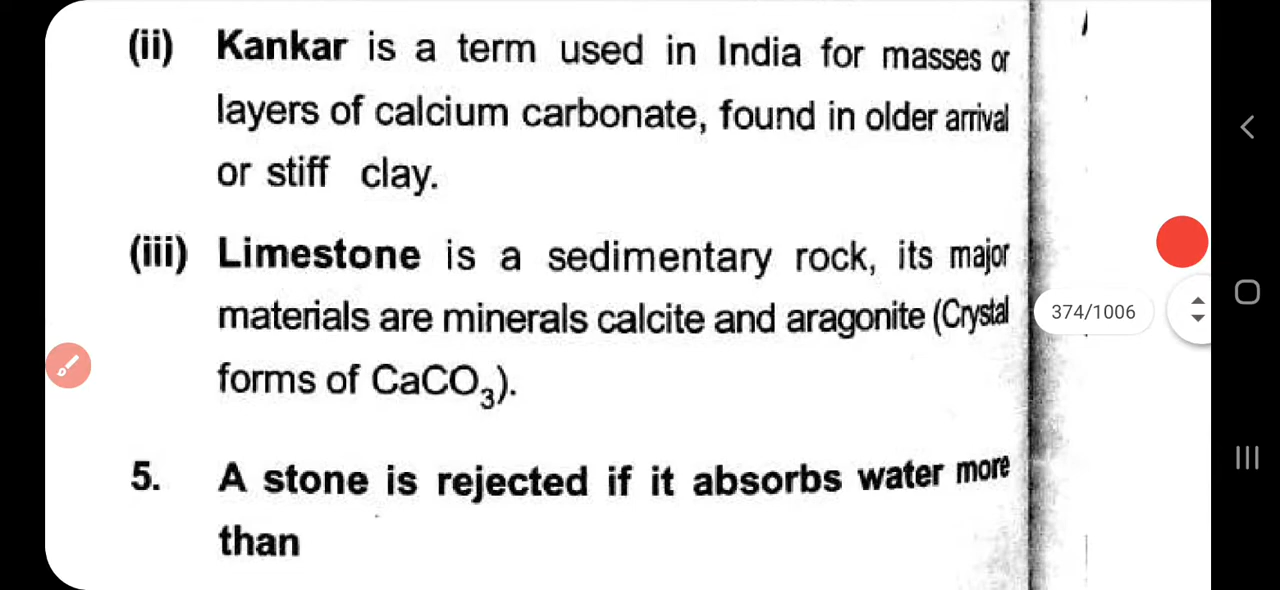 (ii) Kankar is a term used in India for masses or
layers of calcium carbonate, found in older arrival
or stiff clay.
(iii) Limestone is a sedimentary rock, its major
materials are minerals calcite and aragonite (Crystal
374/1006
forms of CaCO₃).
5. A stone is rejected if it absorbs water more
than